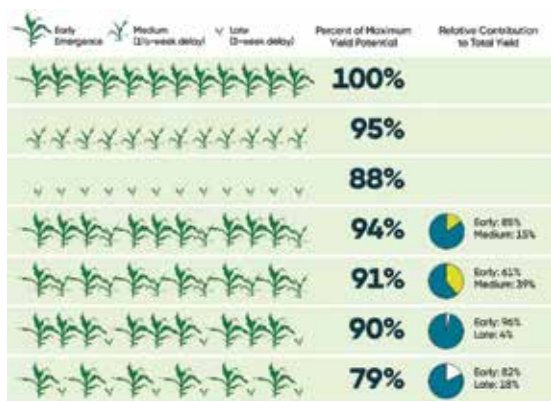 Early
Emergence
Medium
(1½-week delay)
Late
(3-week delay)
Percent of Maximum
Yield Potential
Relative Contribution
to Total Yield
100%
95%
88%
94%
Early: 85%
Medium: 15%
91%
Early: 61%
Medium: 39%
90%
Early: 96%
Late: 4%
79%
Early: 82%
Late: 18%